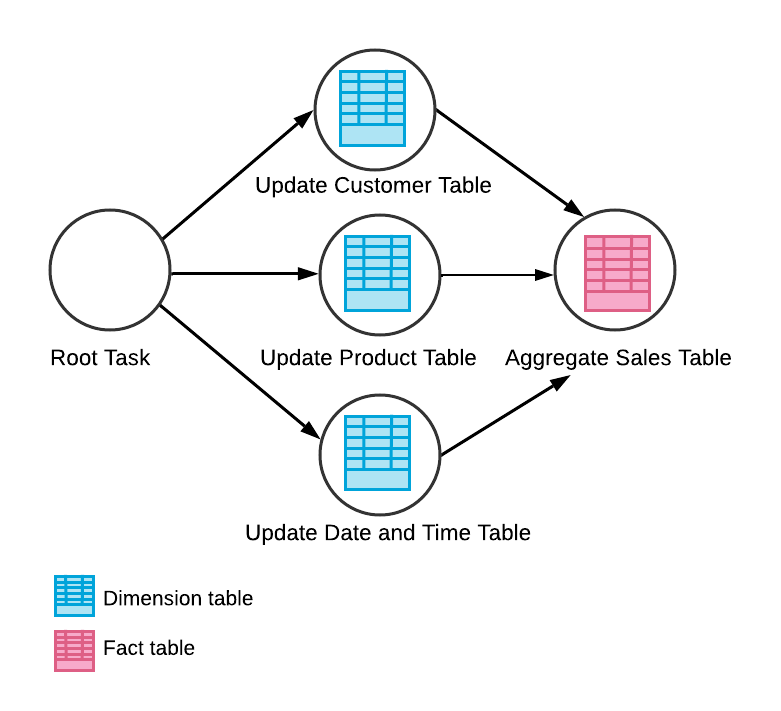 Update Customer Table
Root Task
Update Product Table
Aggregate Sales Table
Update Date and Time Table
Dimension table
Fact table